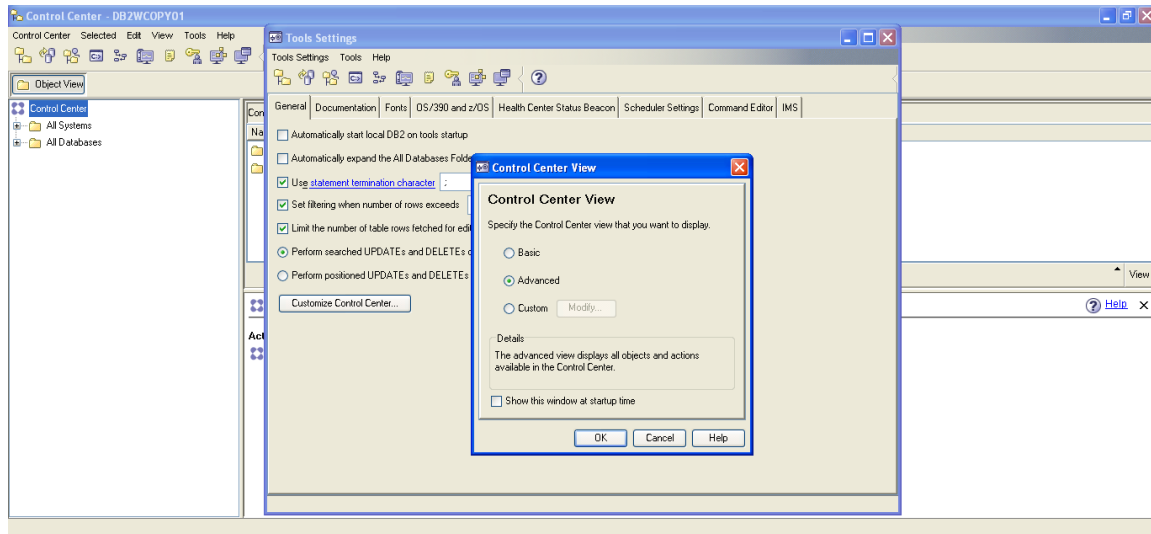 Control Center - DB2WCOPY01
Control Center Selected Edit View Tools Help
Object View
Control Center
All Systems
All Databases
Con
Na
View
Help
Act
Tools Settings
Tools Settings Tools Help
General Documentation Fonts OS/390 and z/OS Health Center Status Beacon Scheduler Settings Command Editor IMS
Automatically start local DB2 on tools startup
Automatically expand the All Databases Folde
Use statement termination character ;
Set filtering when number of rows exceeds
Limit the number of table rows fetched for edi
Perform searched UPDATEs and DELETEs
Perform positioned UPDATEs and DELETEs
Customize Control Center...
Control Center View
Control Center View
Specify the Control Center view that you want to display.
Basic
Advanced
Custom Modify...
Details
The advanced view displays all objects and actions
available in the Control Center.
Show this window at startup time
OK Cancel Help